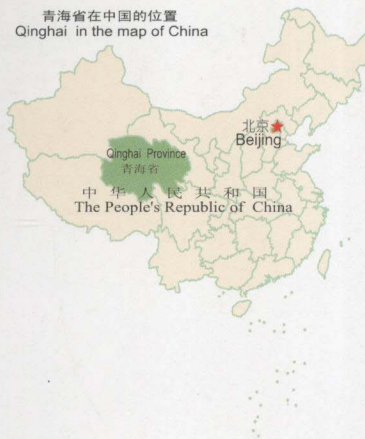 青海省在中国的位置
Qinghai in the map of China
北京
Beijing
Qinghai Province
青海省
中华人民共和国
The People's Republic of China